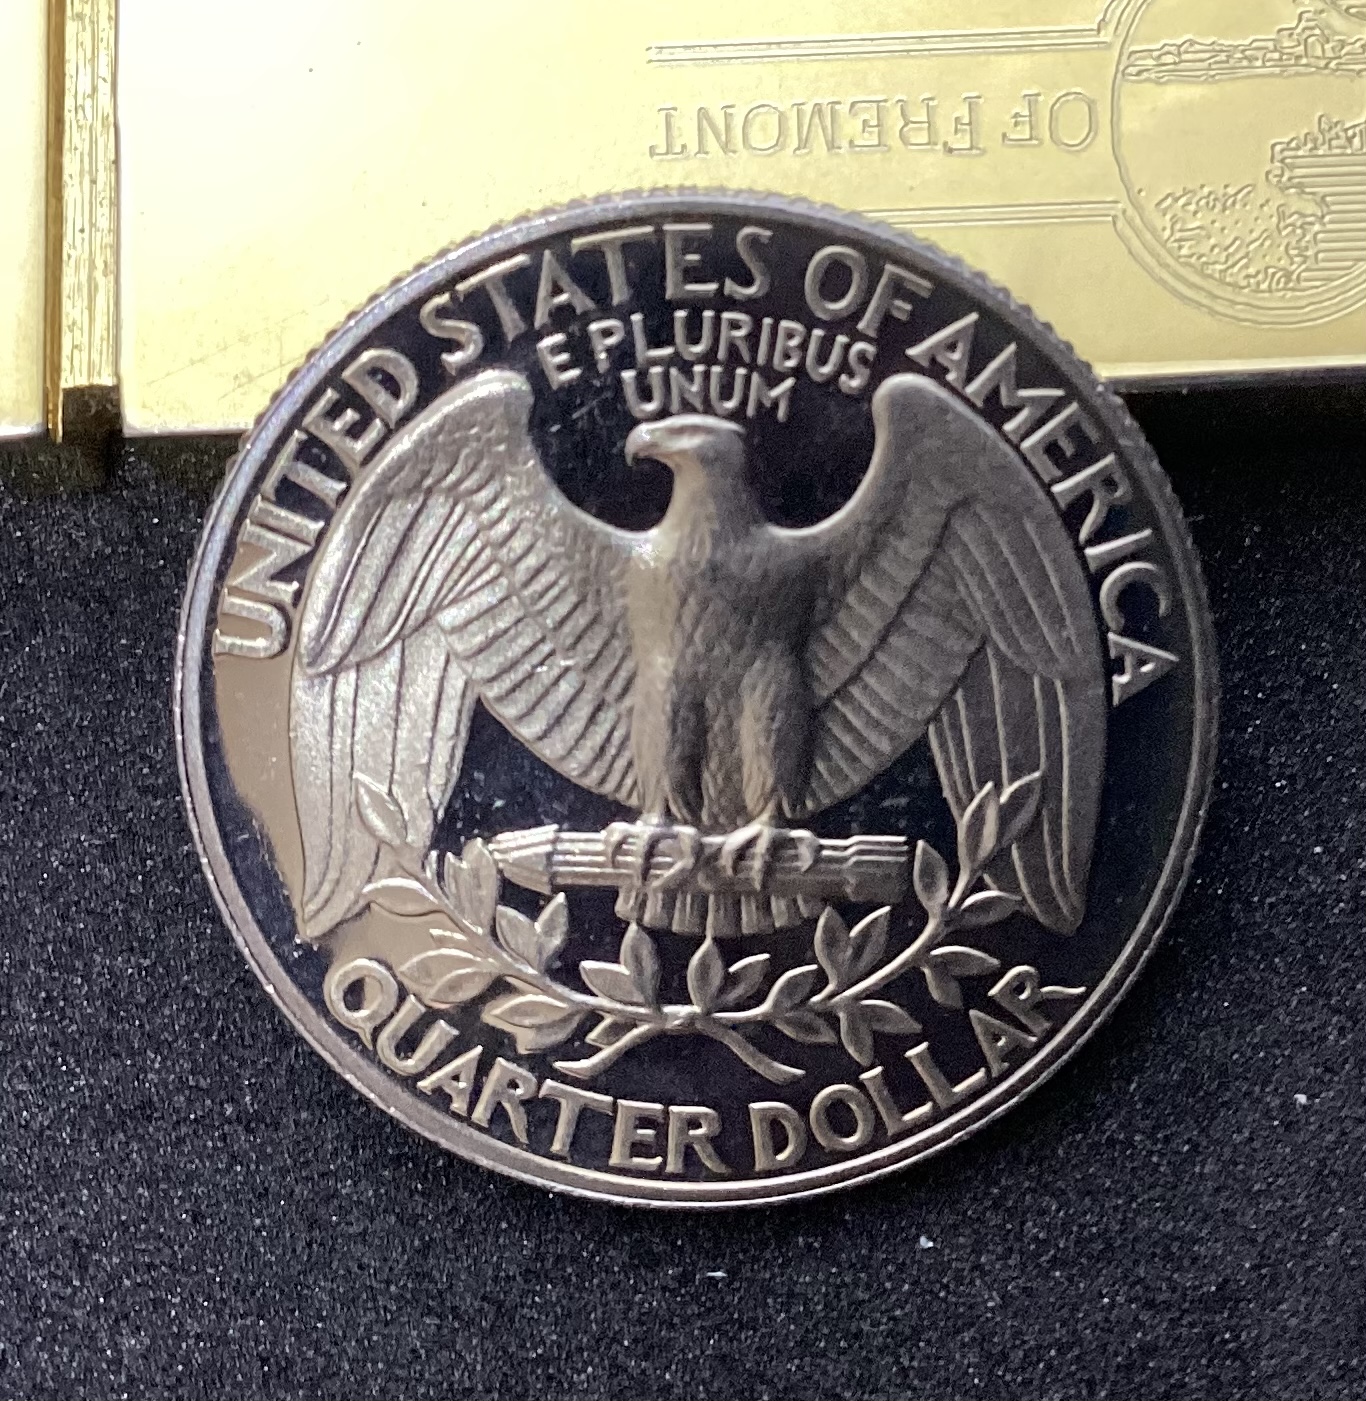 OF FREMONT
UNITED STATES OF AMERICA
E PLURIBUS
UNUM
QUARTER DOLLAR